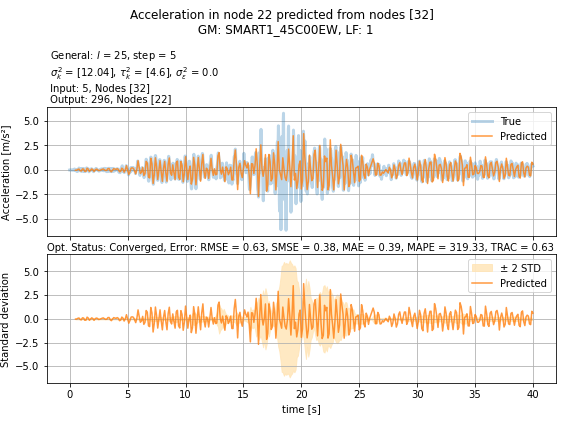 Acceleration in node 22 predicted from nodes [32]
GM: SMART1_45C00EW, LF: 1
General: l = 25, step = 5
σ²ₖ = [12.04], τ²ₖ = [4.6], σ²ε = 0.0
Input: 5, Nodes [32]
Output: 296, Nodes [22]
Acceleration [m/s²]
5.0
2.5
0.0
−2.5
−5.0
True
Predicted
Opt. Status: Converged, Error: RMSE = 0.63, SMSE = 0.38, MAE = 0.39, MAPE = 319.33, TRAC = 0.63
Standard deviation
5.0
2.5
0.0
−2.5
−5.0
± 2 STD
Predicted
0 5 10 15 20 25 30 35 40
time [s]